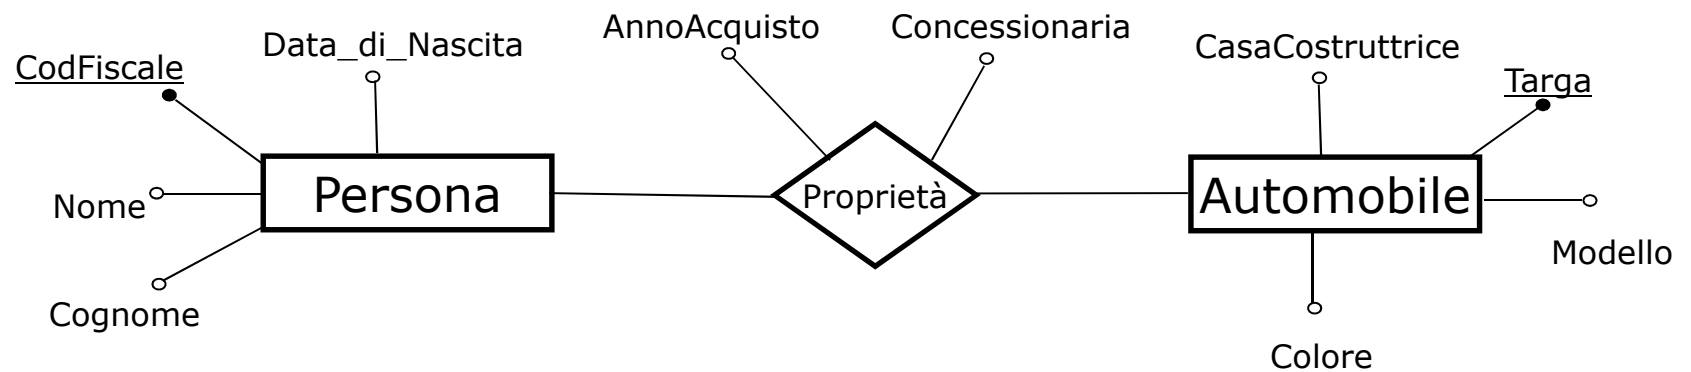 AnnoAcquisto
Concessionaria
Data_di_Nascita
CasaCostruttrice
CodFiscale
Targa
Persona
Proprietà
Automobile
Nome
Modello
Cognome
Colore